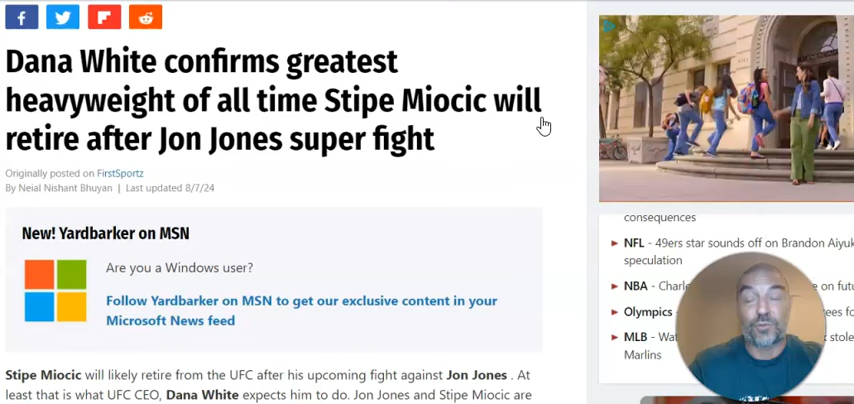 Dana White confirms greatest
heavyweight of all time Stipe Miocic will
retire after Jon Jones super fight
Originally posted on FirstSportz
By Neial Nishant Bhuyan | Last updated 8/7/24
New! Yardbarker on MSN
Are you a Windows user?
Follow Yardbarker on MSN to get our exclusive content in your
Microsoft News feed
Stipe Miocic will likely retire from the UFC after his upcoming fight against Jon Jones . At
least that is what UFC CEO, Dana White expects him to do. Jon Jones and Stipe Miocic are
consequences
NFL - 49ers star sounds off on Brandon Aiyuk
speculation
NBA - on futu
Olympics
MLB - stole
Marlins